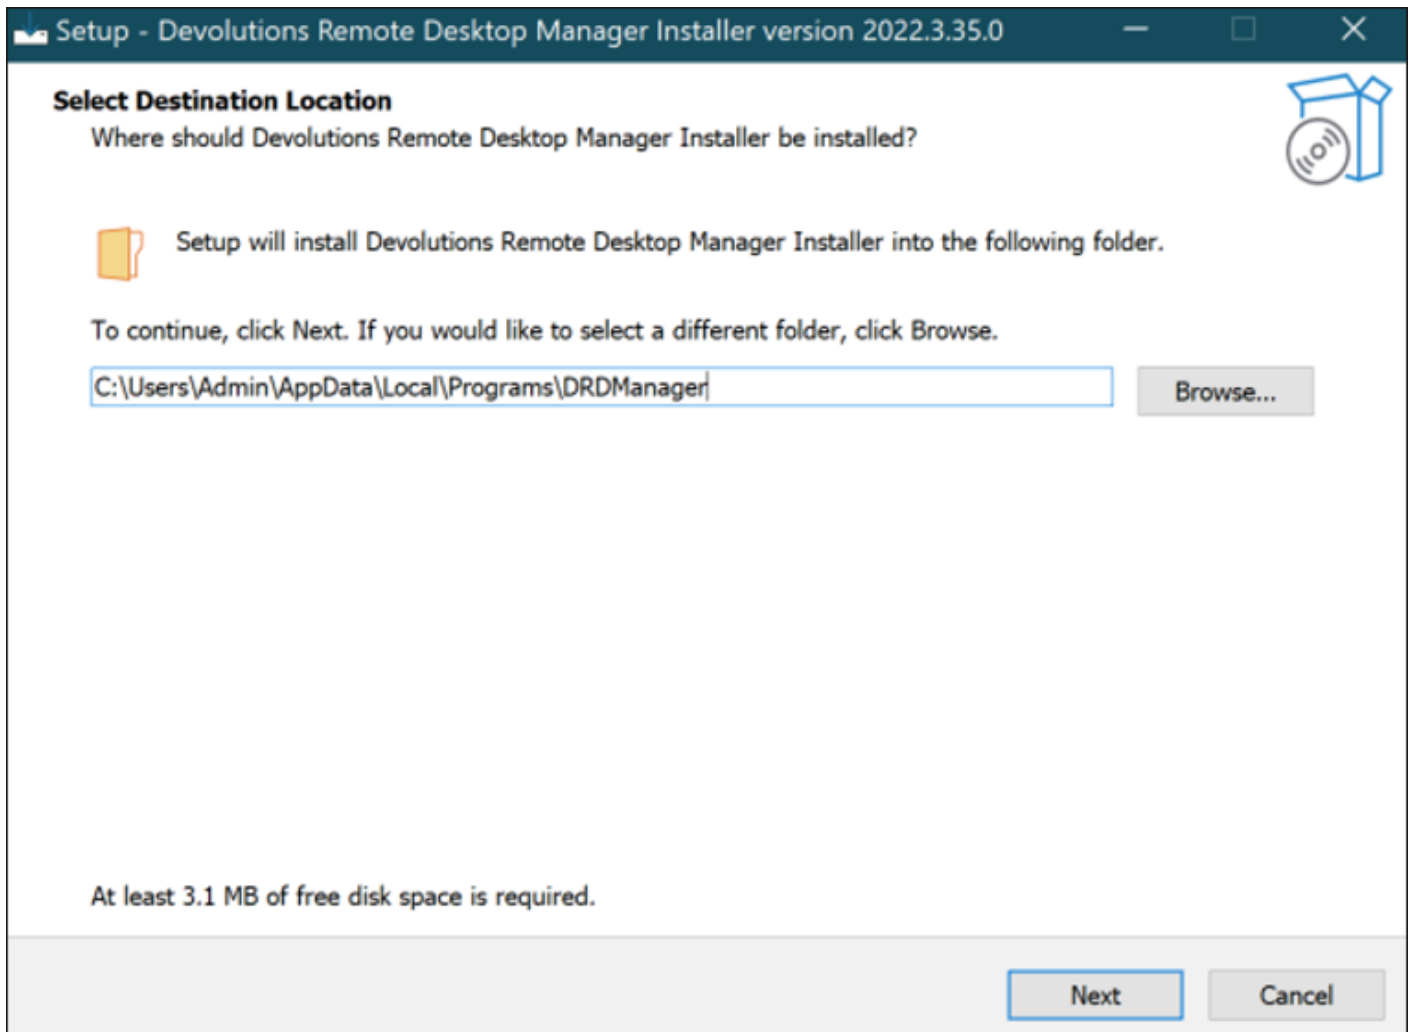 Setup - Devolutions Remote Desktop Manager Installer version 2022.3.35.0
Select Destination Location
Where should Devolutions Remote Desktop Manager Installer be installed?
Setup will install Devolutions Remote Desktop Manager Installer into the following folder.
To continue, click Next. If you would like to select a different folder, click Browse.
C:\Users\Admin\AppData\Local\Programs\DRDManager
Browse...
At least 3.1 MB of free disk space is required.
Next
Cancel